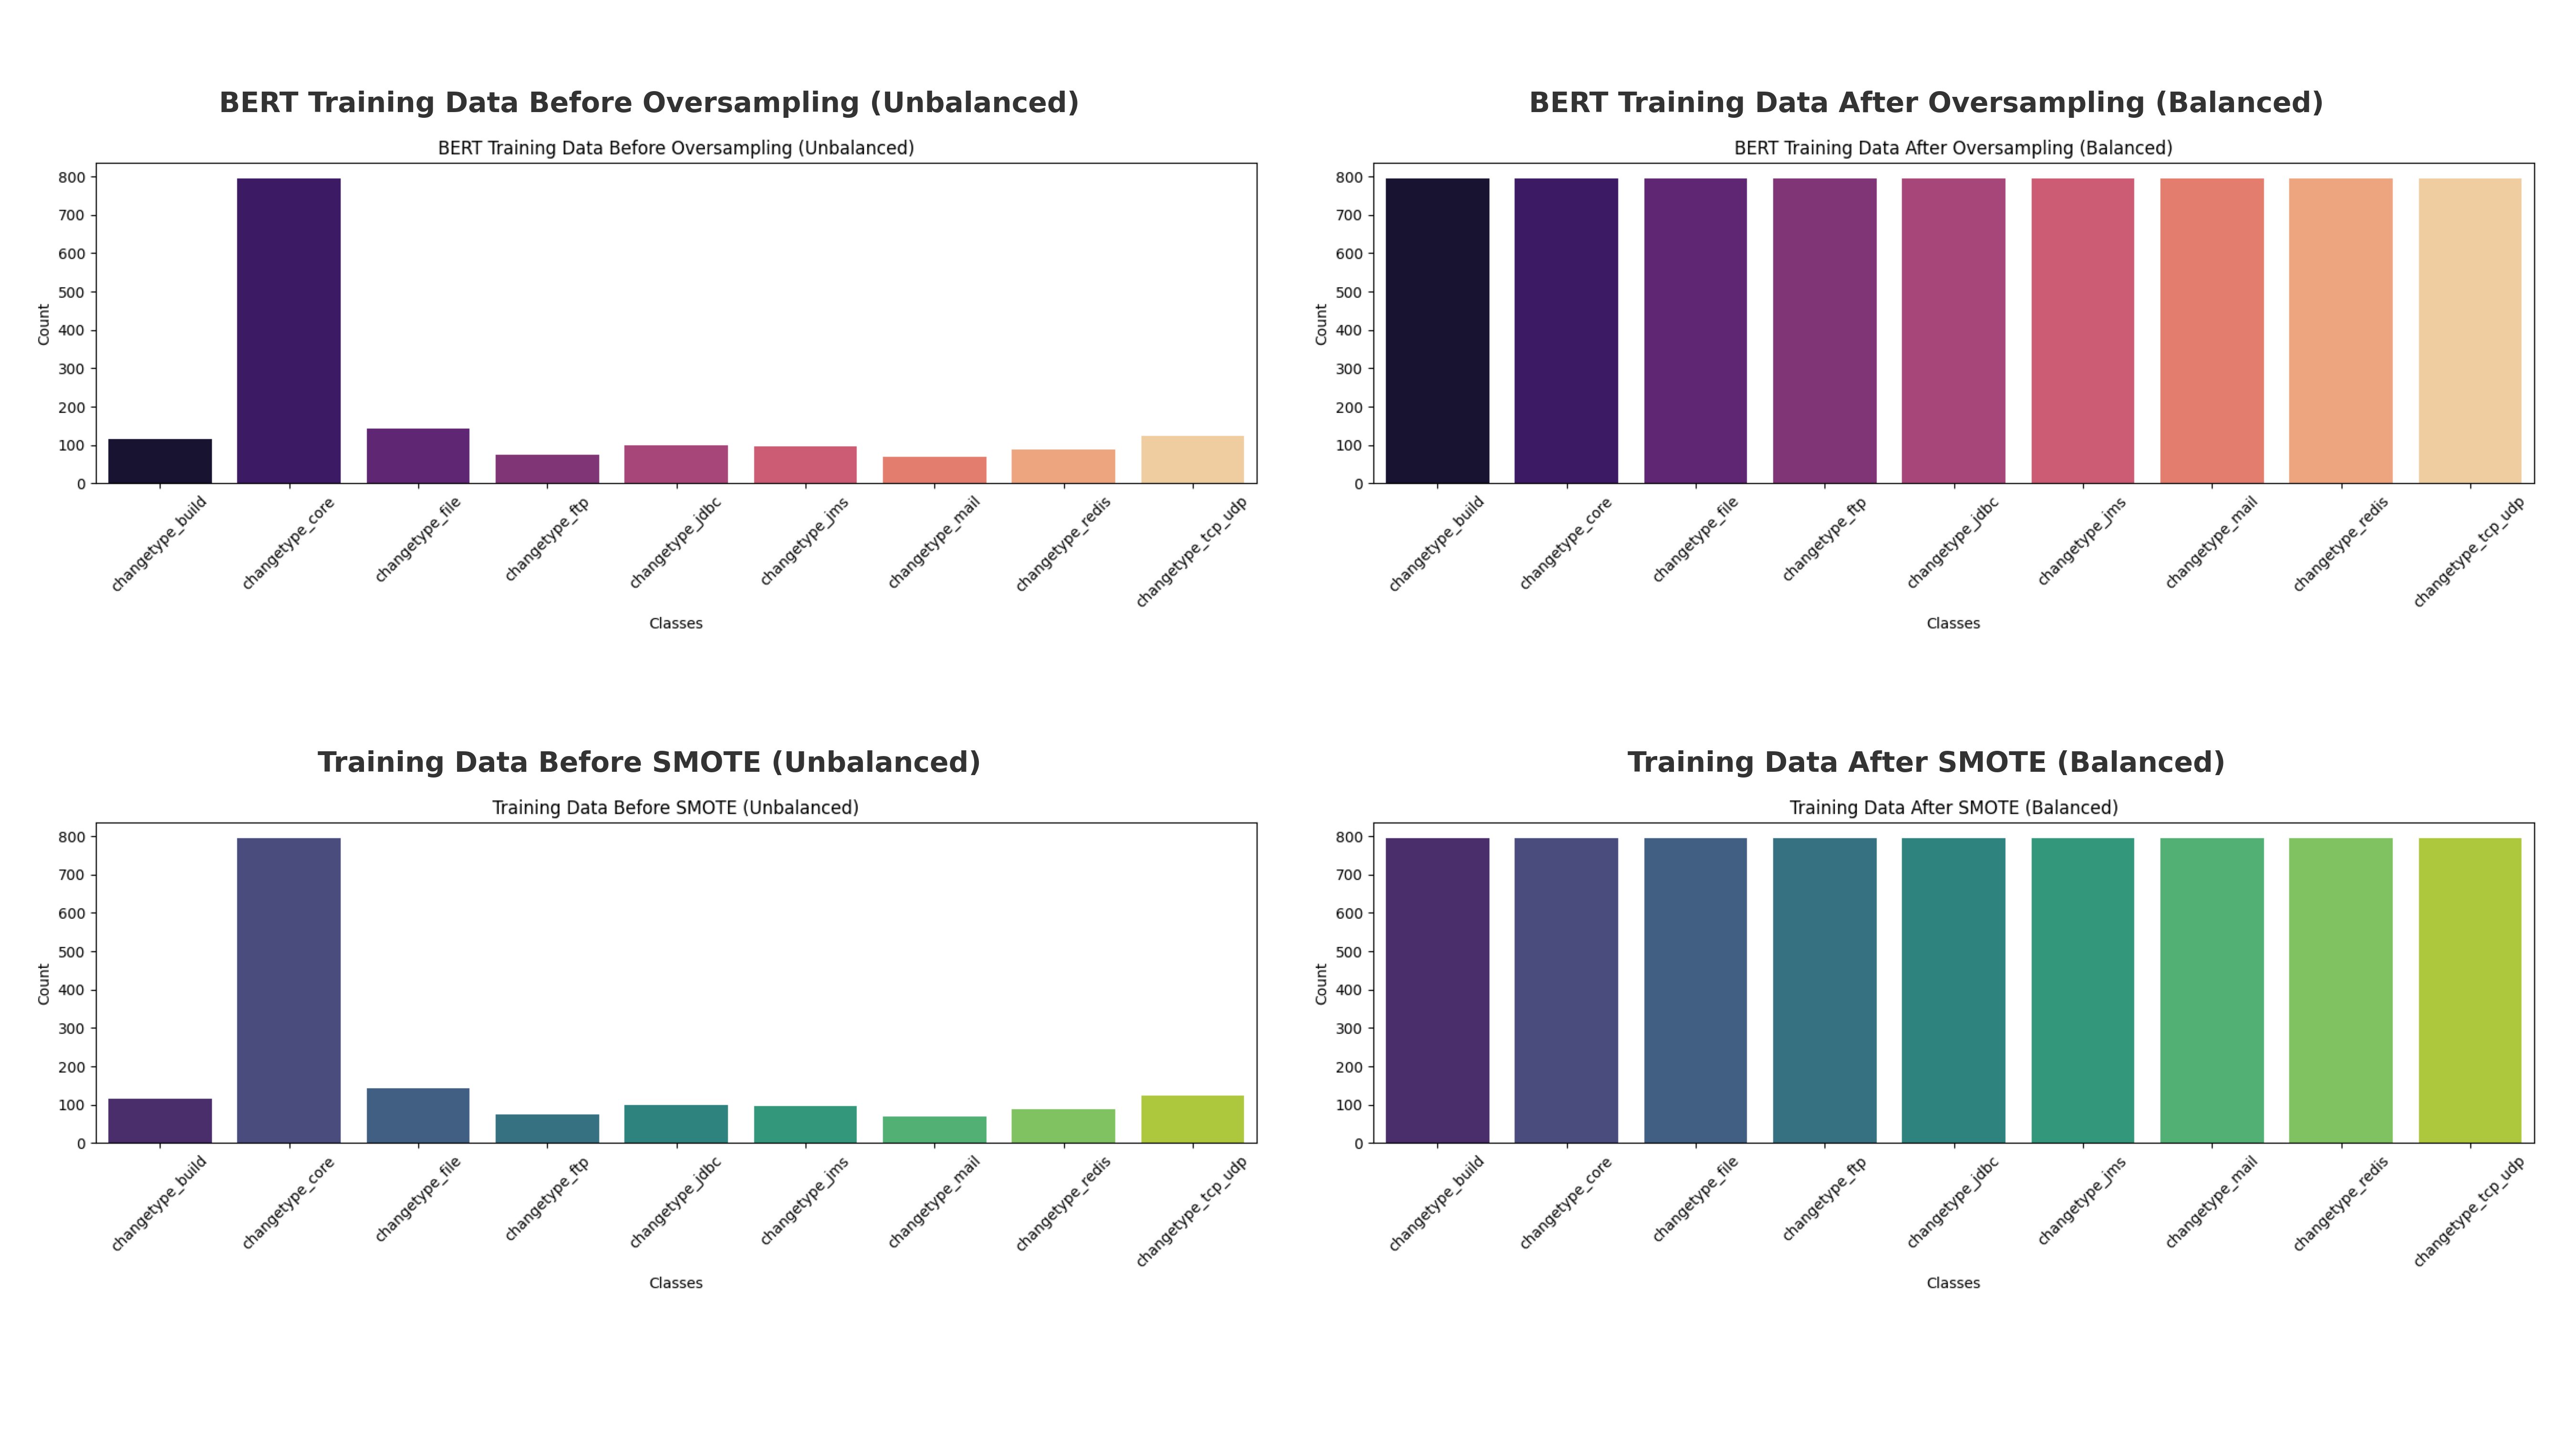 BERT Training Data Before Oversampling (Unbalanced)
BERT Training Data Before Oversampling (Unbalanced)
800
700
600
500
400
300
200
100
0
Count
changetype_build
changetype_core
changetype_file
changetype_ftp
changetype_jdbc
changetype_jms
changetype_mail
changetype_redis
changetype_tcp_udp
Classes
BERT Training Data After Oversampling (Balanced)
BERT Training Data After Oversampling (Balanced)
800
700
600
500
400
300
200
100
0
Count
changetype_build
changetype_core
changetype_file
changetype_ftp
changetype_jdbc
changetype_jms
changetype_mail
changetype_redis
changetype_tcp_udp
Classes
Training Data Before SMOTE (Unbalanced)
Training Data Before SMOTE (Unbalanced)
800
700
600
500
400
300
200
100
0
Count
changetype_build
changetype_core
changetype_file
changetype_ftp
changetype_jdbc
changetype_jms
changetype_mail
changetype_redis
changetype_tcp_udp
Classes
Training Data After SMOTE (Balanced)
Training Data After SMOTE (Balanced)
800
700
600
500
400
300
200
100
0
Count
changetype_build
changetype_core
changetype_file
changetype_ftp
changetype_jdbc
changetype_jms
changetype_mail
changetype_redis
changetype_tcp_udp
Classes